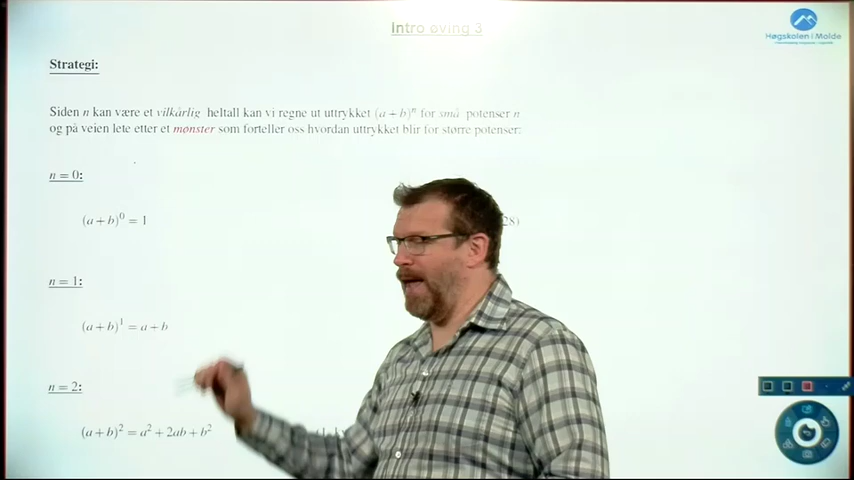 Intro øving 3
Høgskolen i Molde
Strategi:
Siden n kan være et vilkårlig heltall kan vi regne ut uttrykket (a + b)^n for små potenser n
og på veien lete etter et mønster som forteller oss hvordan uttrykket blir for større potenser:
n = 0:
(a + b)^0 = 1
28)
n = 1:
(a + b)^1 = a + b
n = 2:
(a + b)^2 = a^2 + 2ab + b^2